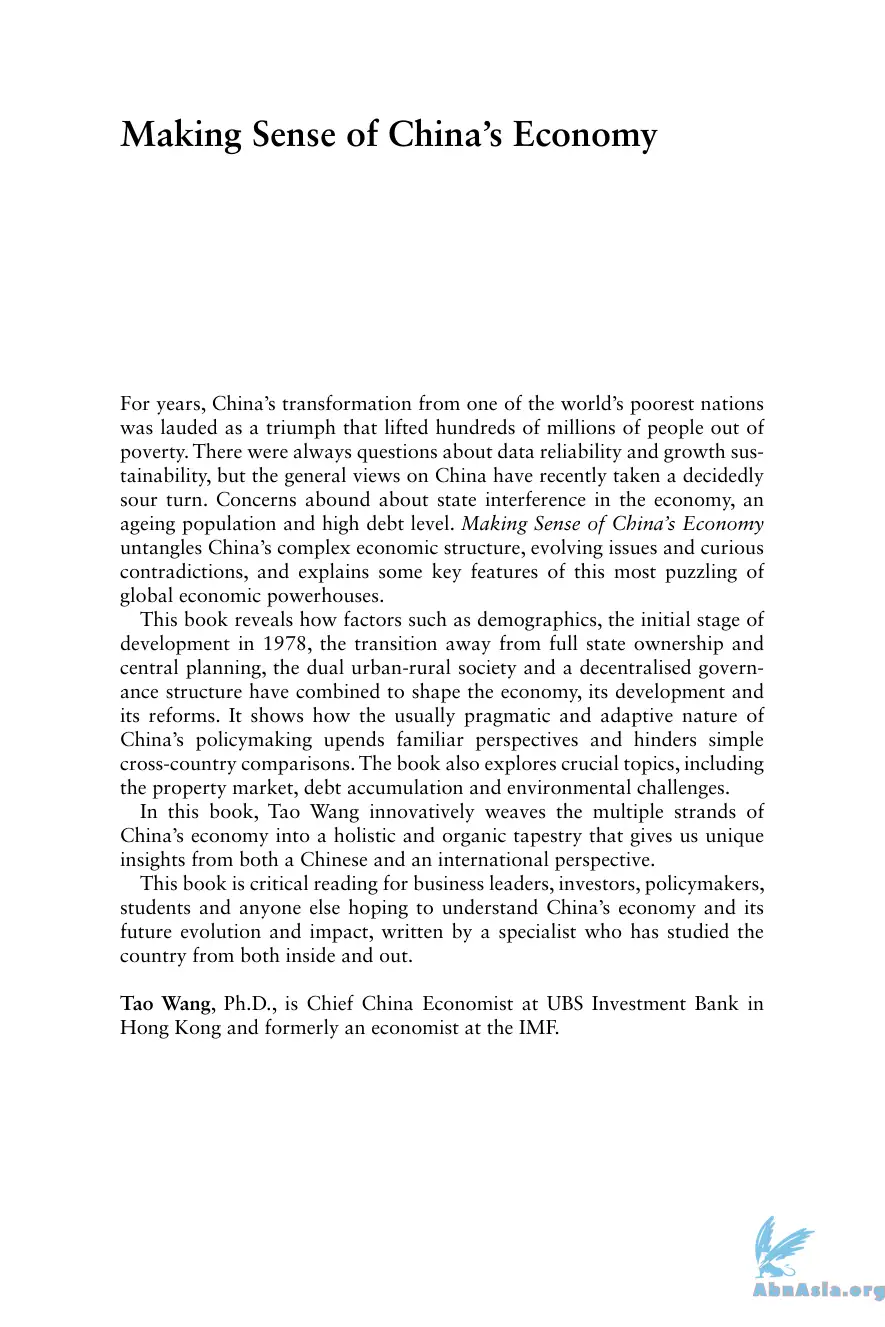 Making Sense of China’s Economy
For years, China’s transformation from one of the world’s poorest nations
was lauded as a triumph that lifted hundreds of millions of people out of
poverty. There were always questions about data reliability and growth sus-
tainability, but the general views on China have recently taken a decidedly
sour turn. Concerns abound about state interference in the economy, an
ageing population and high debt level. Making Sense of China’s Economy
untangles China’s complex economic structure, evolving issues and curious
contradictions, and explains some key features of this most puzzling of
global economic powerhouses.
This book reveals how factors such as demographics, the initial stage of
development in 1978, the transition away from full state ownership and
central planning, the dual urban-rural society and a decentralised govern-
ance structure have combined to shape the economy, its development and
its reforms. It shows how the usually pragmatic and adaptive nature of
China’s policymaking upends familiar perspectives and hinders simple
cross-country comparisons. The book also explores crucial topics, including
the property market, debt accumulation and environmental challenges.
In this book, Tao Wang innovatively weaves the multiple strands of
China’s economy into a holistic and organic tapestry that gives us unique
insights from both a Chinese and an international perspective.
This book is critical reading for business leaders, investors, policymakers,
students and anyone else hoping to understand China’s economy and its
future evolution and impact, written by a specialist who has studied the
country from both inside and out.
Tao Wang, Ph.D., is Chief China Economist at UBS Investment Bank in
Hong Kong and formerly an economist at the IMF.
AbnAsia.org